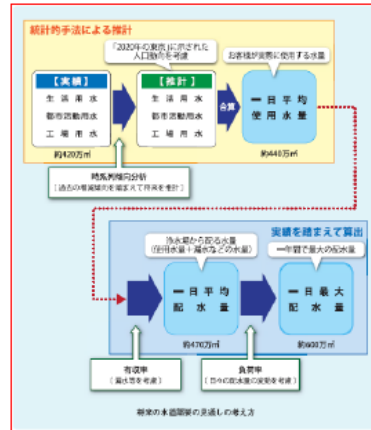 統計的手法による推計
「2020年の東京」に示された
人口動向を考慮
お客様が実際に使用する水量
【実績】
生活用水
都市活動用水
工場用水
【推計】
生活用水
都市活動用水
工場用水
合算
一日平均
使用水量
約420万㎥
約440万㎥
時系列傾向分析
(過去の増減傾向を踏まえて将来を推計)
実績を踏まえて算出
浄水場から配る水量
(使用水量+漏水などの水量)
一年間で最大の配水量
一日平均
配水量
一日最大
配水量
約470万㎥
約600万㎥
有収率
(漏水等を考慮)
負荷率
(日々の配水量の変動を考慮)
将来の水道需要の見通しの考え方